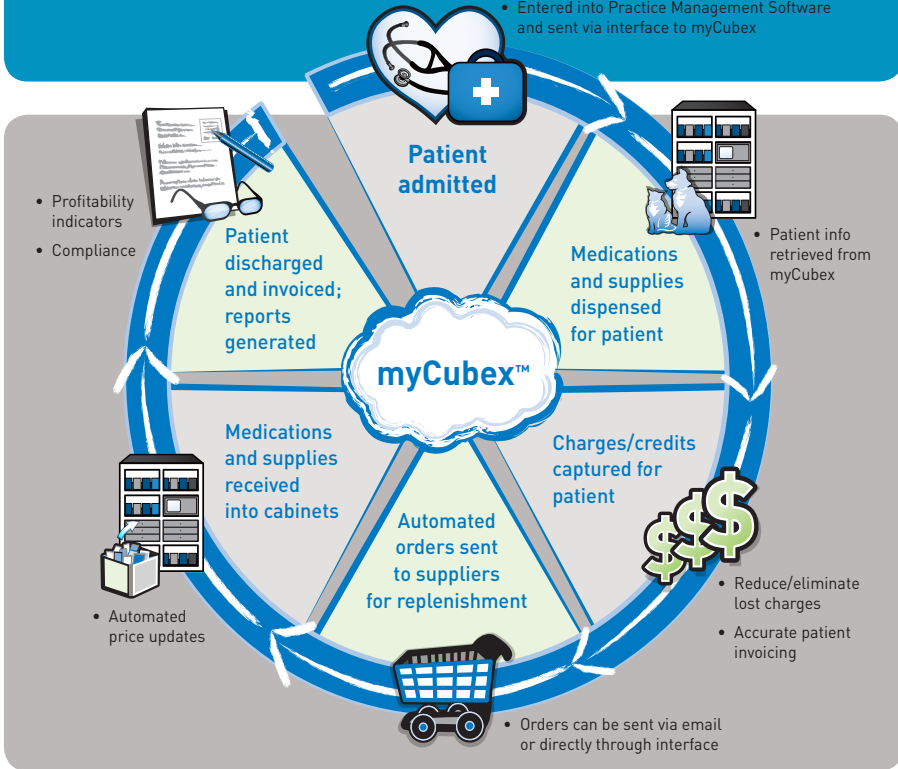 • Entered into Practice Management Software
and sent via interface to myCubex
Patient
admitted
• Patient info
retrieved from
myCubex
Medications
and supplies
dispensed
for patient
Charges/credits
captured for
patient
• Reduce/eliminate
lost charges
• Accurate patient
invoicing
Automated
orders sent
to suppliers
for replenishment
• Orders can be sent via email
or directly through interface
Medications
and supplies
received
into cabinets
• Automated
price updates
Patient
discharged
and invoiced;
reports
generated
• Profitability
indicators
• Compliance
myCubex™